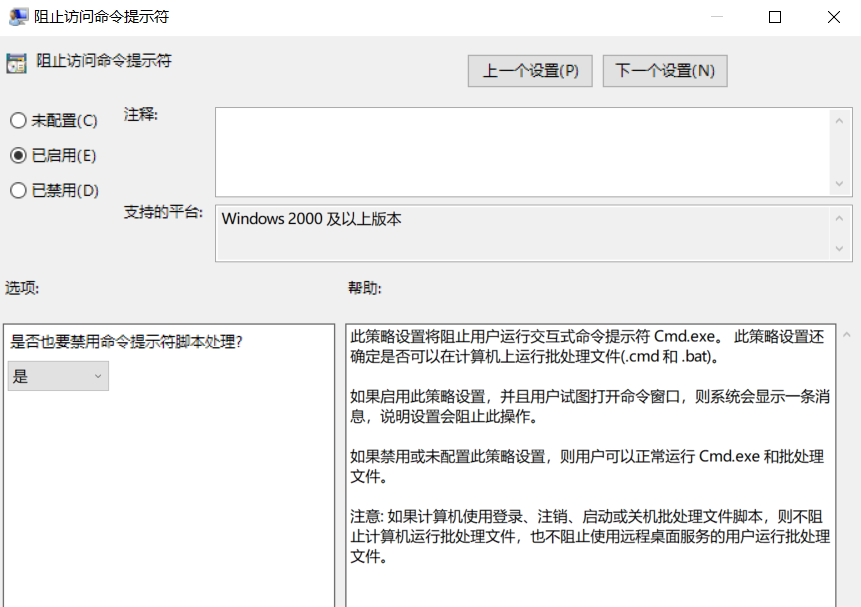 阻止访问命令提示符
阻止访问命令提示符
上一个设置(P)
下一个设置(N)
未配置(C)
注释:
已启用(E)
已禁用(D)
支持的平台:
Windows 2000 及以上版本
选项:
帮助:
是否也要禁用命令提示符脚本处理?
是
此策略设置将阻止用户运行交互式命令提示符 Cmd.exe。 此策略设置还
确定是否可以在计算机上运行批处理文件(.cmd 和 .bat)。
如果启用此策略设置，并且用户试图打开命令窗口，则系统会显示一条消
息，说明设置会阻止此操作。
如果禁用或未配置此策略设置，则用户可以正常运行 Cmd.exe 和批处理
文件。
注意: 如果计算机使用登录、注销、启动或关机批处理文件脚本，则不阻
止计算机运行批处理文件，也不阻止使用远程桌面服务的用户运行批处理
文件。